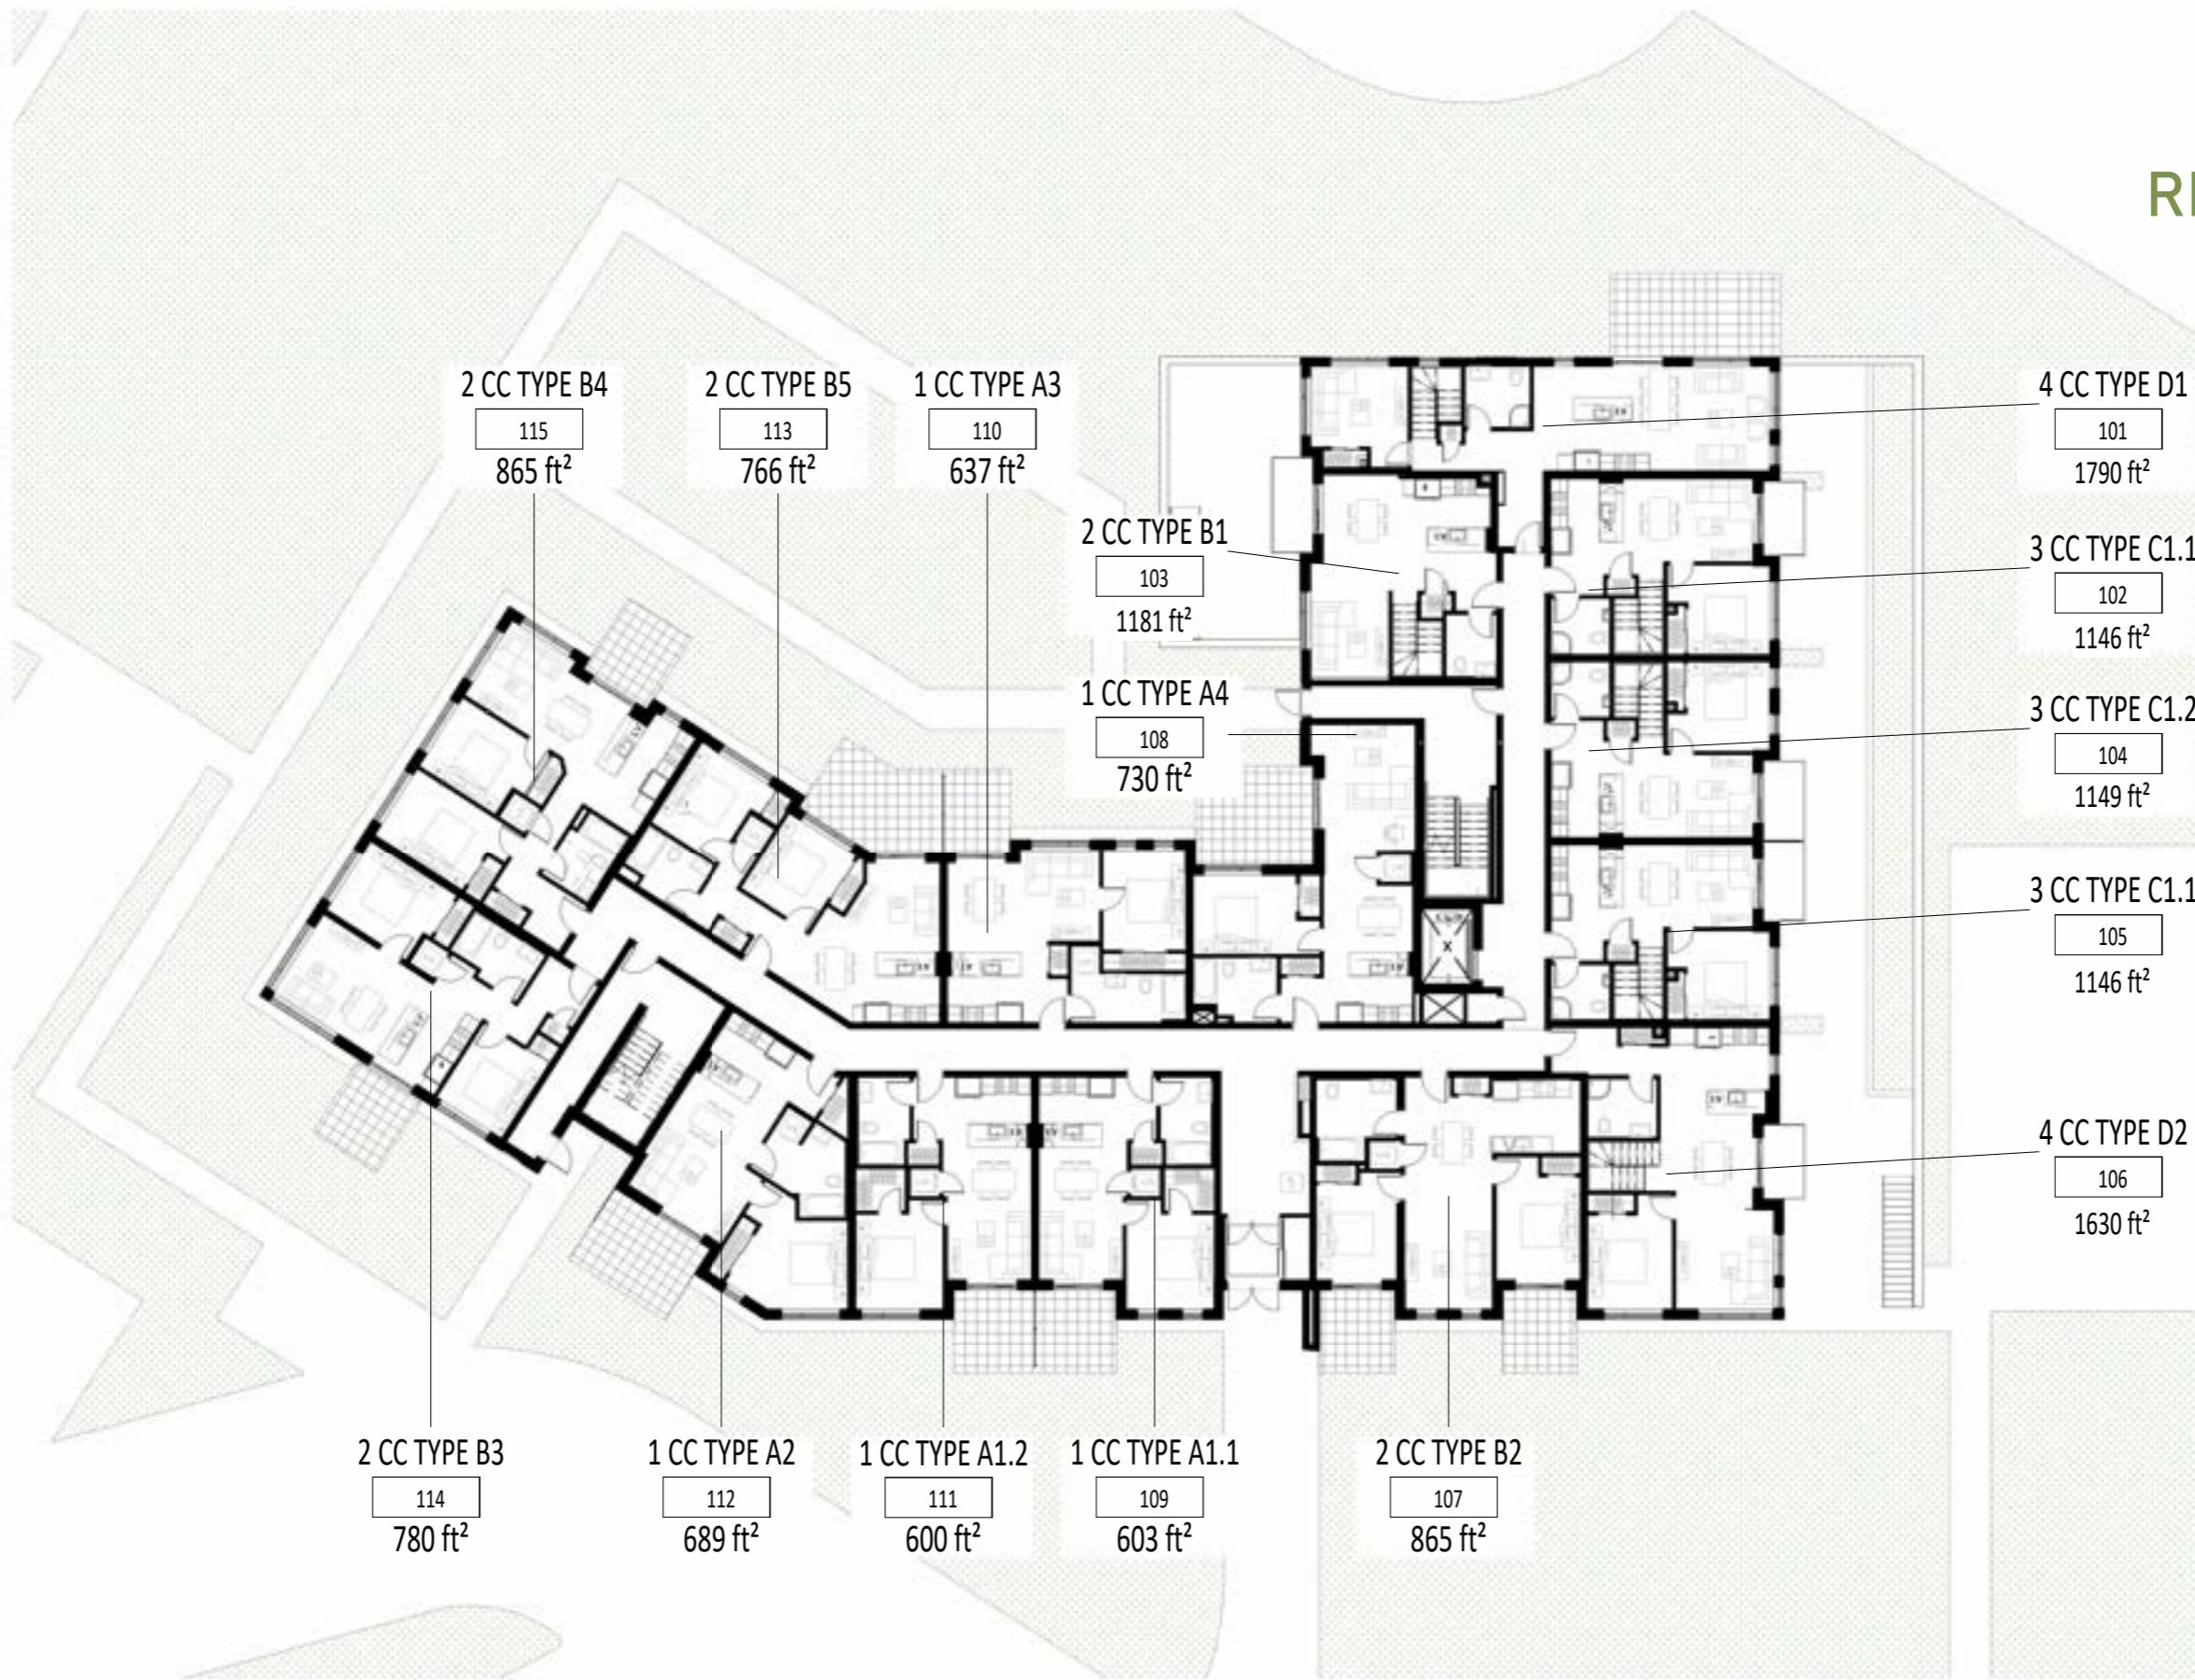 RE
2 CC TYPE B4
115
865 ft²
2 CC TYPE B5
113
766 ft²
1 CC TYPE A3
110
637 ft²
4 CC TYPE D1
101
1790 ft²
2 CC TYPE B1
103
1181 ft²
3 CC TYPE C1.1
102
1146 ft²
1 CC TYPE A4
108
730 ft²
3 CC TYPE C1.2
104
1149 ft²
3 CC TYPE C1.1
105
1146 ft²
4 CC TYPE D2
106
1630 ft²
2 CC TYPE B3
114
780 ft²
1 CC TYPE A2
112
689 ft²
1 CC TYPE A1.2
111
600 ft²
1 CC TYPE A1.1
109
603 ft²
2 CC TYPE B2
107
865 ft²